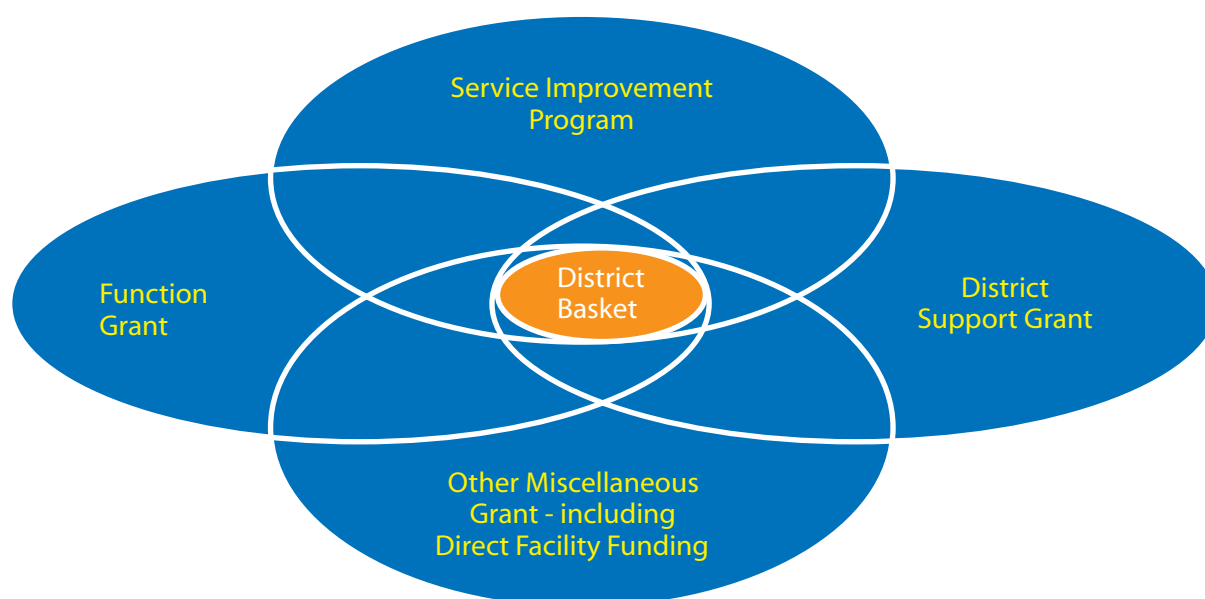 Service Improvement
Program
Function
Grant
District
Basket
District
Support Grant
Other Miscellaneous
Grant - including
Direct Facility Funding